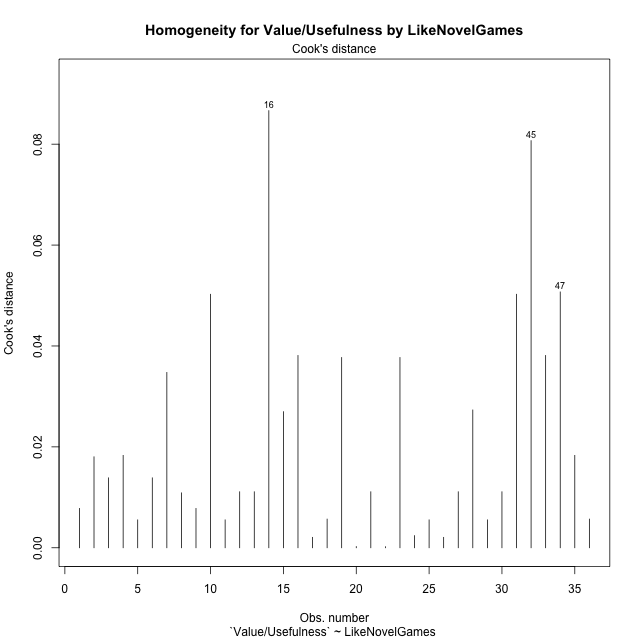 Homogeneity for Value/Usefulness by LikeNovelGames
Cook's distance
16
45
47
0.08
0.06
0.04
0.02
0.00
Cook's distance
0 5 10 15 20 25 30 35
Obs. number
`Value/Usefulness` ~ LikeNovelGames